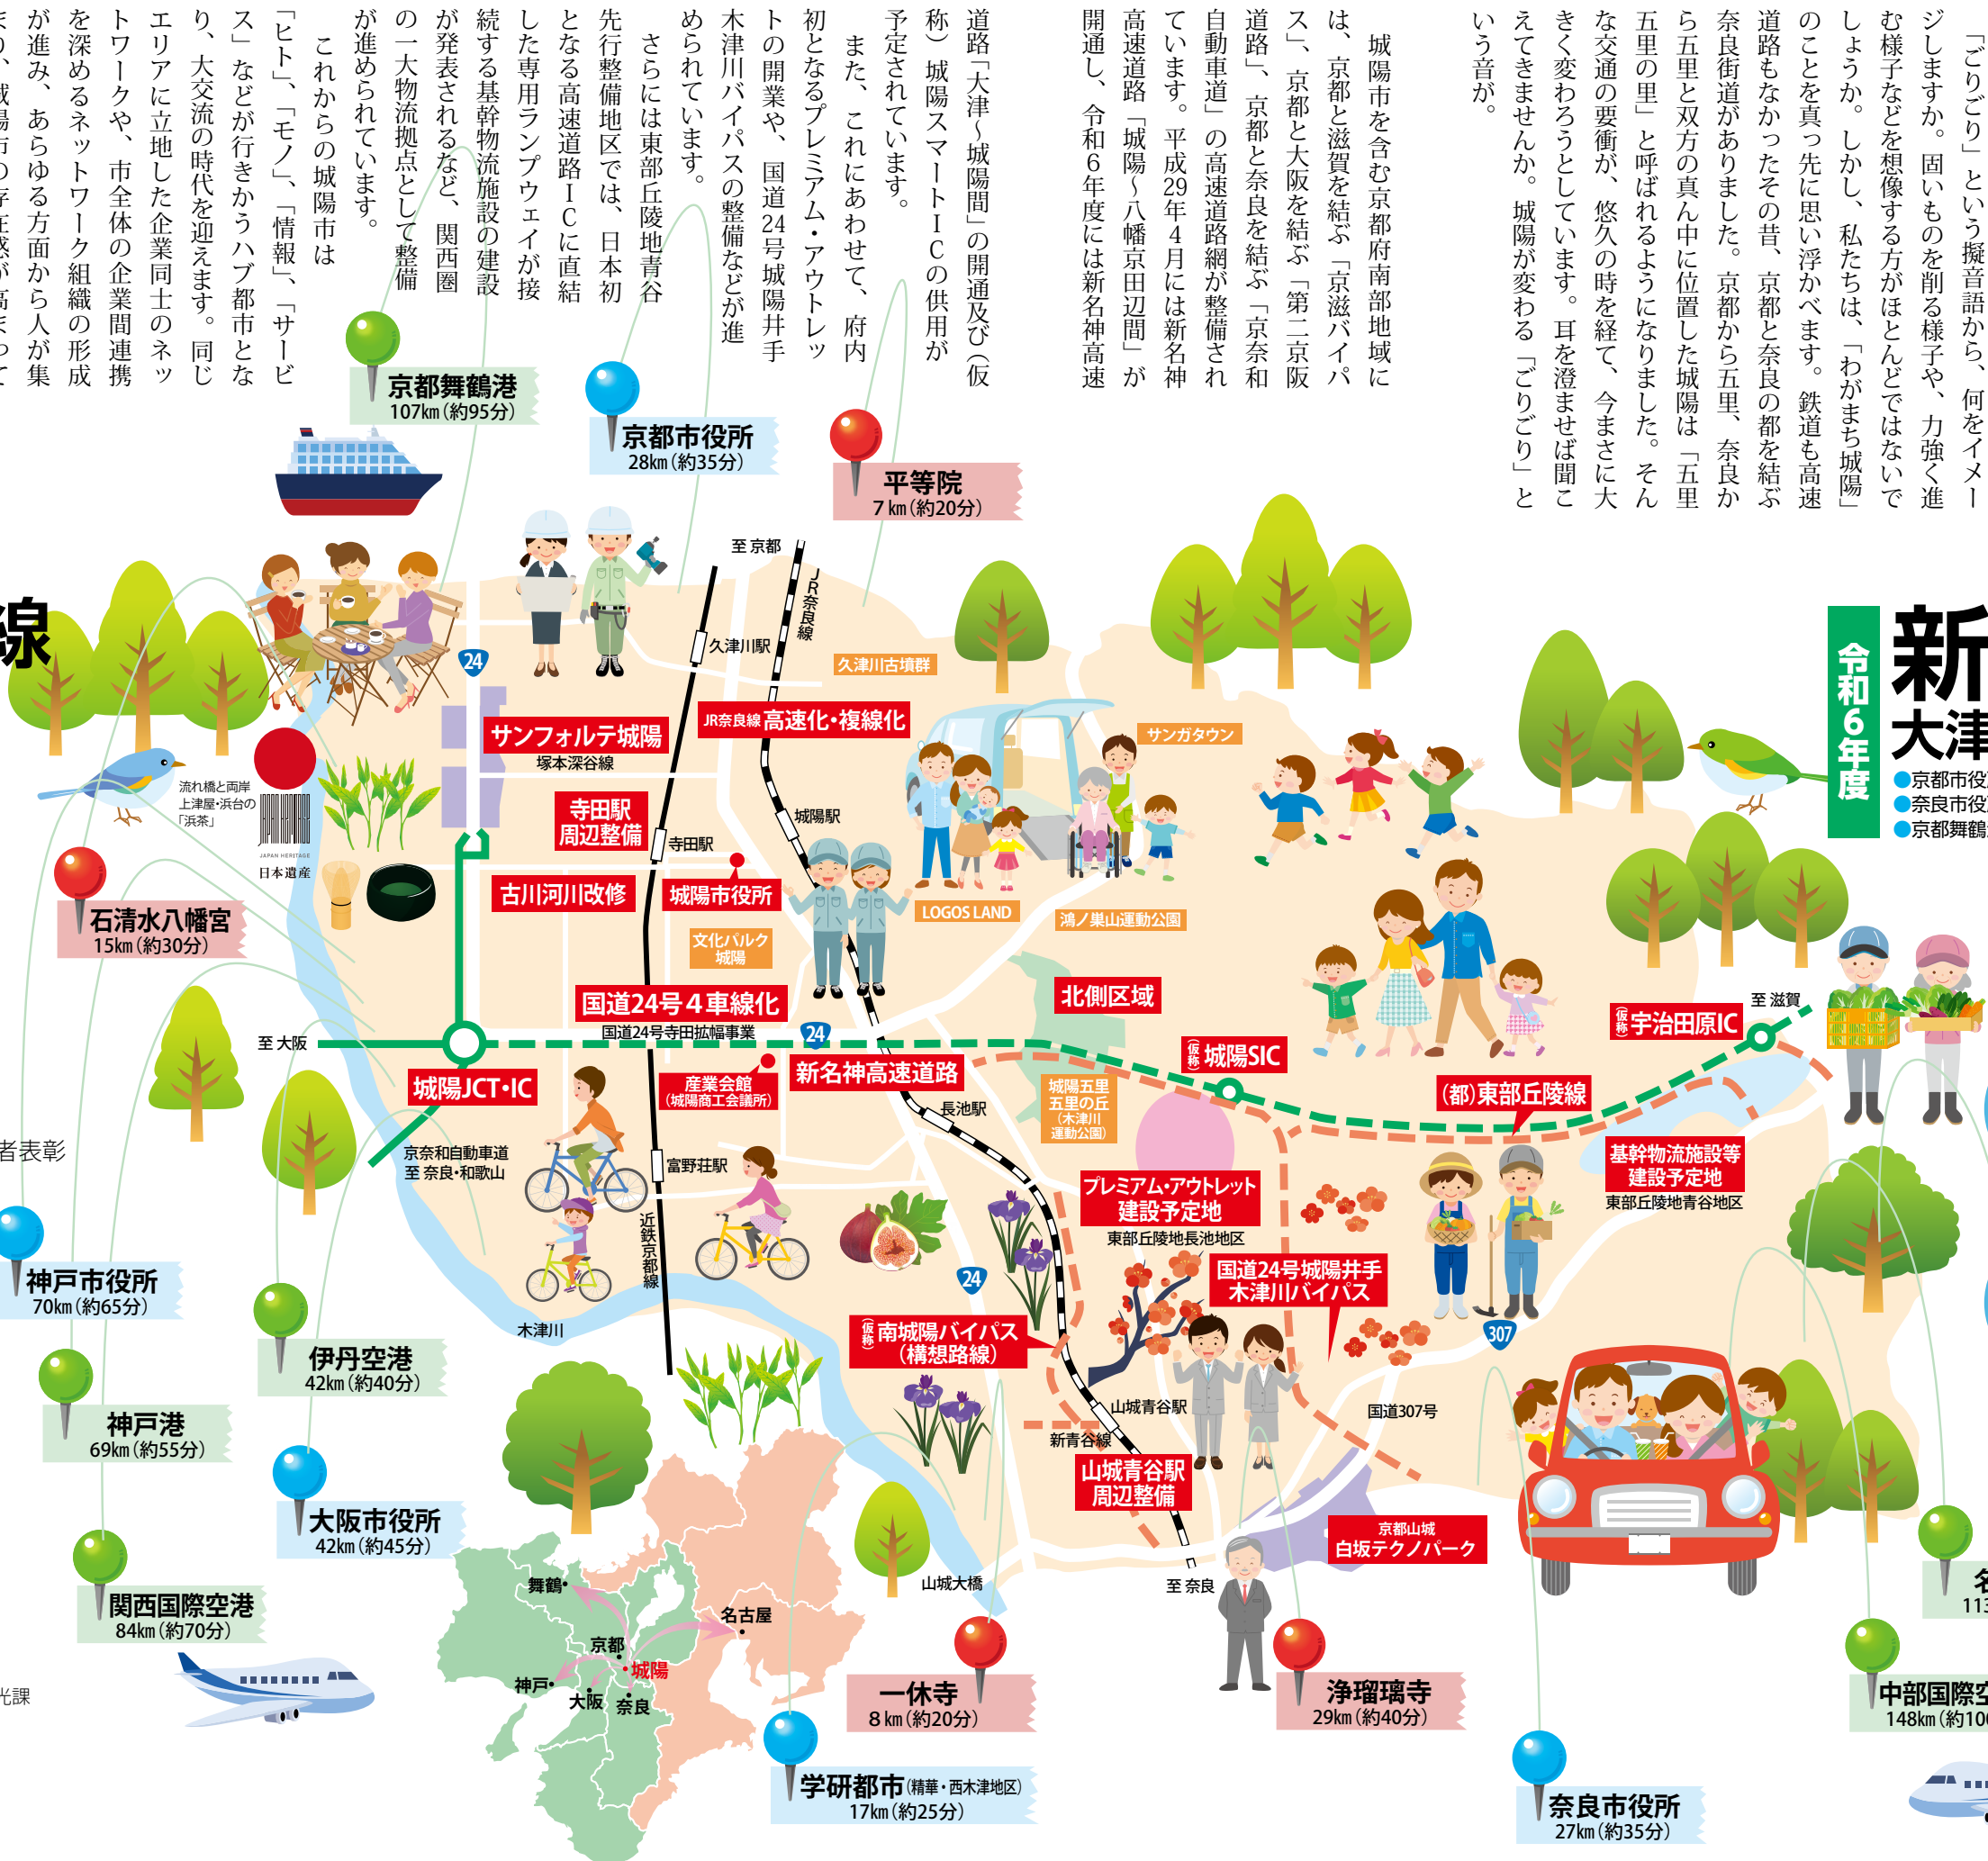 「ごりごり」という擬音語から、何をイメー
ジしますか。固いものを削る様子や、力強く進
む様子などを想像する方がほとんどではないで
しょうか。しかし、私たちは、「わがまち城陽」
のことを真っ先に思い浮かべます。鉄道も高速
道路もなかったその昔、京都と奈良の都を結ぶ
奈良街道がありました。京都から五里、奈良か
ら五里と双方の真ん中に位置した城陽は「五里
五里の里」と呼ばれるようになりました。そん
な交通の要衝が、悠久の時を経て、今まさに大
きく変わろうとしています。耳を澄ませば聞こ
えてきませんか。城陽が変わる「ごりごり」と
いう音が。
城陽市を含む京都府南部地域に
は、京都と滋賀を結ぶ「京滋バイパ
ス」、京都と大阪を結ぶ「第二京阪
道路」、京都と奈良を結ぶ「京奈和
自動車道」の高速道路網が整備され
ています。平成29年4月には新名神
高速道路「城陽〜八幡京田辺間」が
開通し、令和6年度には新名神高速
道路「大津〜城陽間」の開通及び(仮
称)城陽スマートICの供用が
予定されています。
また、これにあわせて、府内
初となるプレミアム・アウトレッ
トの開業や、国道24号城陽井手
木津川バイパスの整備などが進
められています。
さらには東部丘陵地青谷
先行整備地区では、日本初
となる高速道路ICに直結
した専用ランプウェイが接
続する基幹物流施設の建設
が発表されるなど、関西圏
の一大物流拠点として整備
が進められています。
これからの城陽市は
「ヒト」、「モノ」、「情報」、「サービ
ス」などが行きかうハブ都市とな
り、大交流の時代を迎えます。同じ
エリアに立地した企業同士のネッ
トワークや、市全体の企業間連携
を深めるネットワーク組織の形成
が進み、あらゆる方面から人が集
まり、城陽市の存在感が高まって
京都舞鶴港
107km(約95分)
京都市役所
28km(約35分)
平等院
7km(約20分)
線
令和6年度
新
大津
●京都市役
●奈良市役
●京都舞鶴
至 京都
JR奈良線
久津川駅
久津川古墳群
24
サンフォルテ城陽
塚本深谷線
JR奈良線 高速化・複線化
サンガタウン
流れ橋と両岸
上津屋・浜台の
「浜茶」
JAPAN HERITAGE
日本遺産
寺田駅
周辺整備
寺田駅
城陽駅
古川河川改修
城陽市役所
LOGOS LAND
鴻ノ巣山運動公園
文化パルク
城陽
石清水八幡宮
15km(約30分)
国道24号4車線化
国道24号寺田拡幅事業
24
北側区域
至 大阪
城陽JCT・IC
産業会館
(城陽商工会議所)
新名神高速道路
(仮称)城陽SIC
(仮称)宇治田原IC
至 滋賀
城陽五里
五里の丘
(木津川
運動公園)
(都)東部丘陵線
長池駅
京奈和自動車道
至 奈良・和歌山
富野荘駅
近鉄京都線
基幹物流施設等
建設予定地
東部丘陵地青谷地区
プレミアム・アウトレット
建設予定地
東部丘陵地長池地区
国道24号城陽井手
木津川バイパス
24
307
木津川
(仮称)南城陽バイパス
(構想路線)
山城青谷駅
新青谷線
国道307号
山城青谷駅
周辺整備
京都山城
白坂テクノパーク
至 奈良
山城大橋
者表彰
神戸市役所
70km(約65分)
伊丹空港
42km(約40分)
神戸港
69km(約55分)
大阪市役所
42km(約45分)
関西国際空港
84km(約70分)
光課
舞鶴
名古屋
京都
城陽
神戸
大阪
奈良
一休寺
8km(約20分)
浄瑠璃寺
29km(約40分)
学研都市(精華・西木津地区)
17km(約25分)
奈良市役所
27km(約35分)
名
113
中部国際空
148km(約100